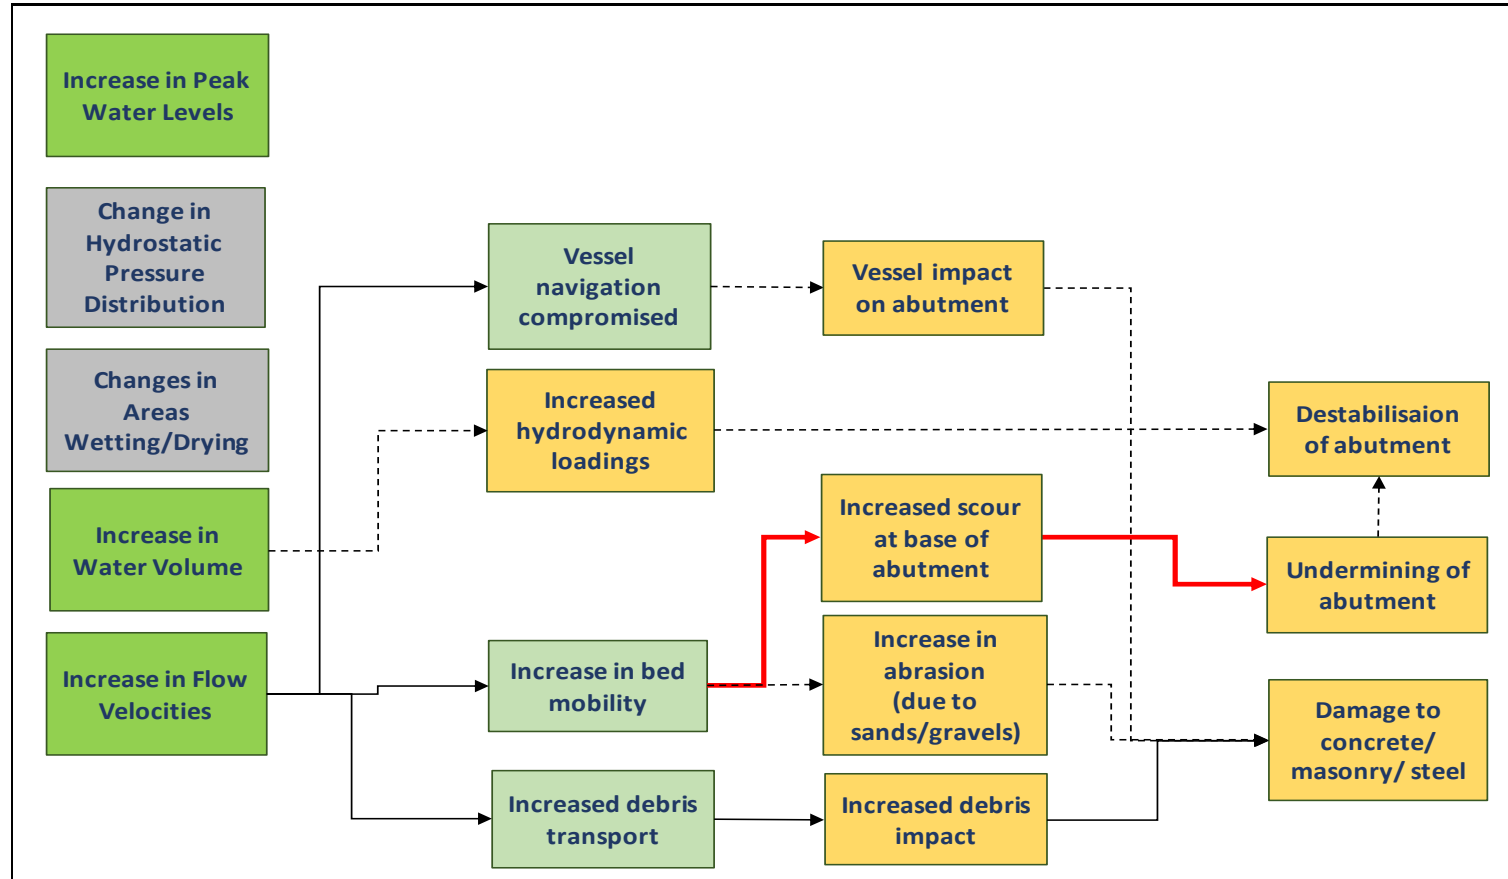 Increase in Peak
Water Levels
Change in
Hydrostatic
Pressure
Distribution
Changes in
Areas
Wetting/Drying
Increase in
Water Volume
Increase in Flow
Velocities
Vessel
navigation
compromised
Increased
hydrodynamic
loadings
Increase in bed
mobility
Increased debris
transport
Vessel impact
on abutment
Increased scour
at base of
abutment
Increase in
abrasion
(due to
sands/gravels)
Increased debris
impact
Destabilisaion
of abutment
Undermining of
abutment
Damage to
concrete/
masonry/ steel